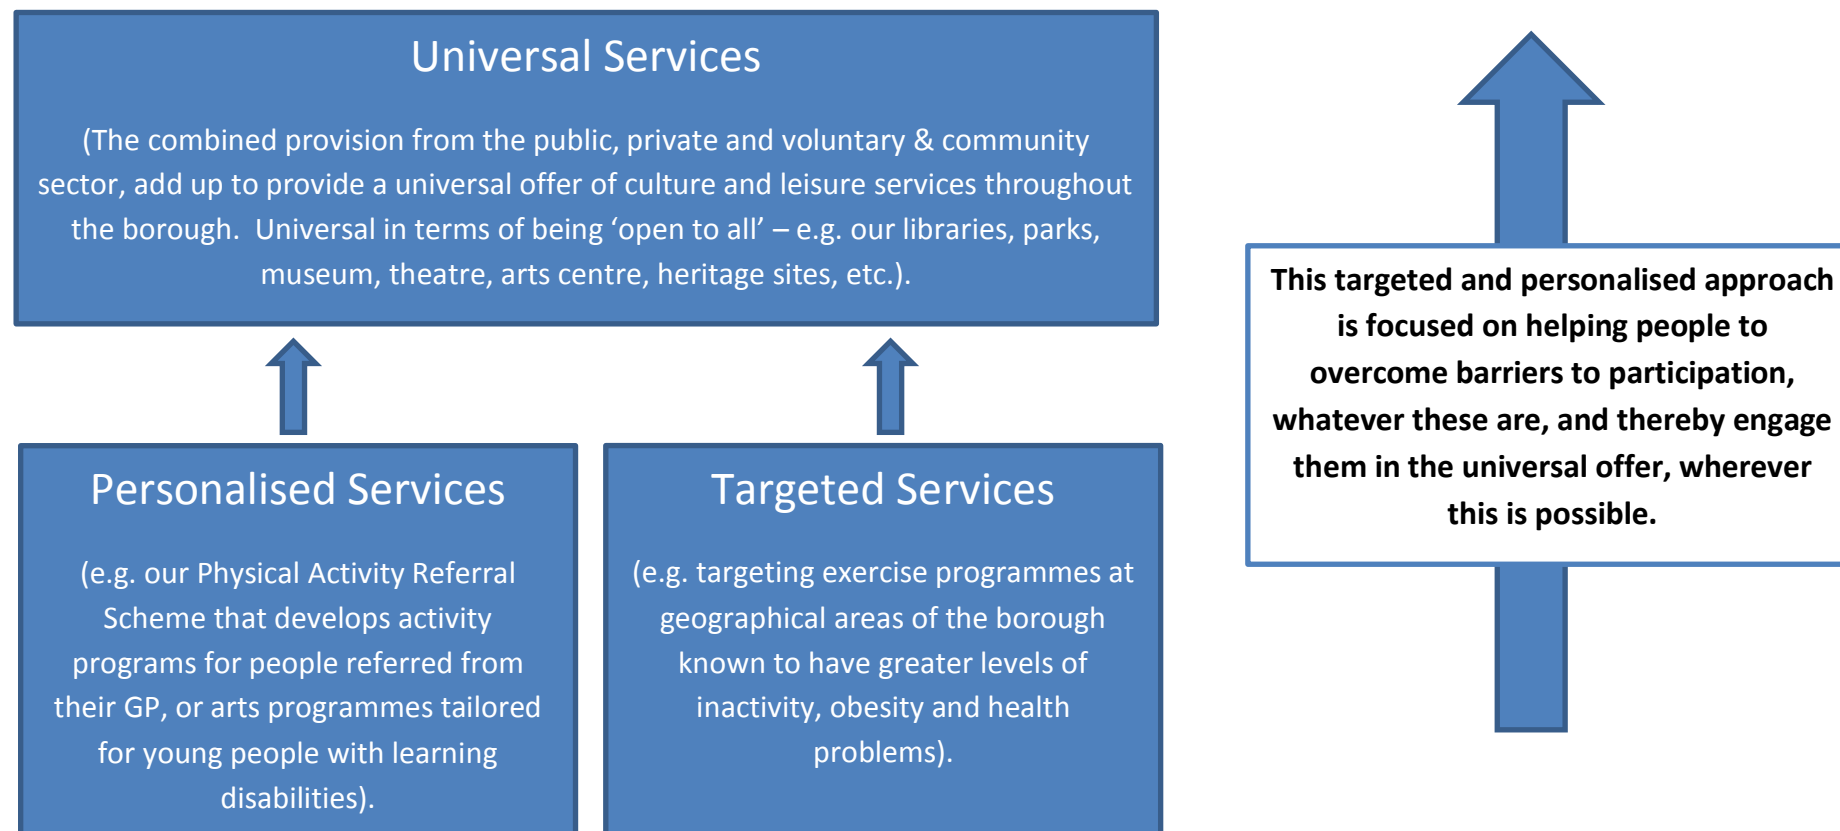 Universal Services
(The combined provision from the public, private and voluntary & community
sector, add up to provide a universal offer of culture and leisure services throughout
the borough.  Universal in terms of being ‘open to all’ – e.g. our libraries, parks,
museum, theatre, arts centre, heritage sites, etc.).
Personalised Services
(e.g. our Physical Activity Referral
Scheme that develops activity
programs for people referred from
their GP, or arts programmes tailored
for young people with learning
disabilities).
Targeted Services
(e.g. targeting exercise programmes at
geographical areas of the borough
known to have greater levels of
inactivity, obesity and health
problems).
This targeted and personalised approach
is focused on helping people to
overcome barriers to participation,
whatever these are, and thereby engage
them in the universal offer, wherever
this is possible.